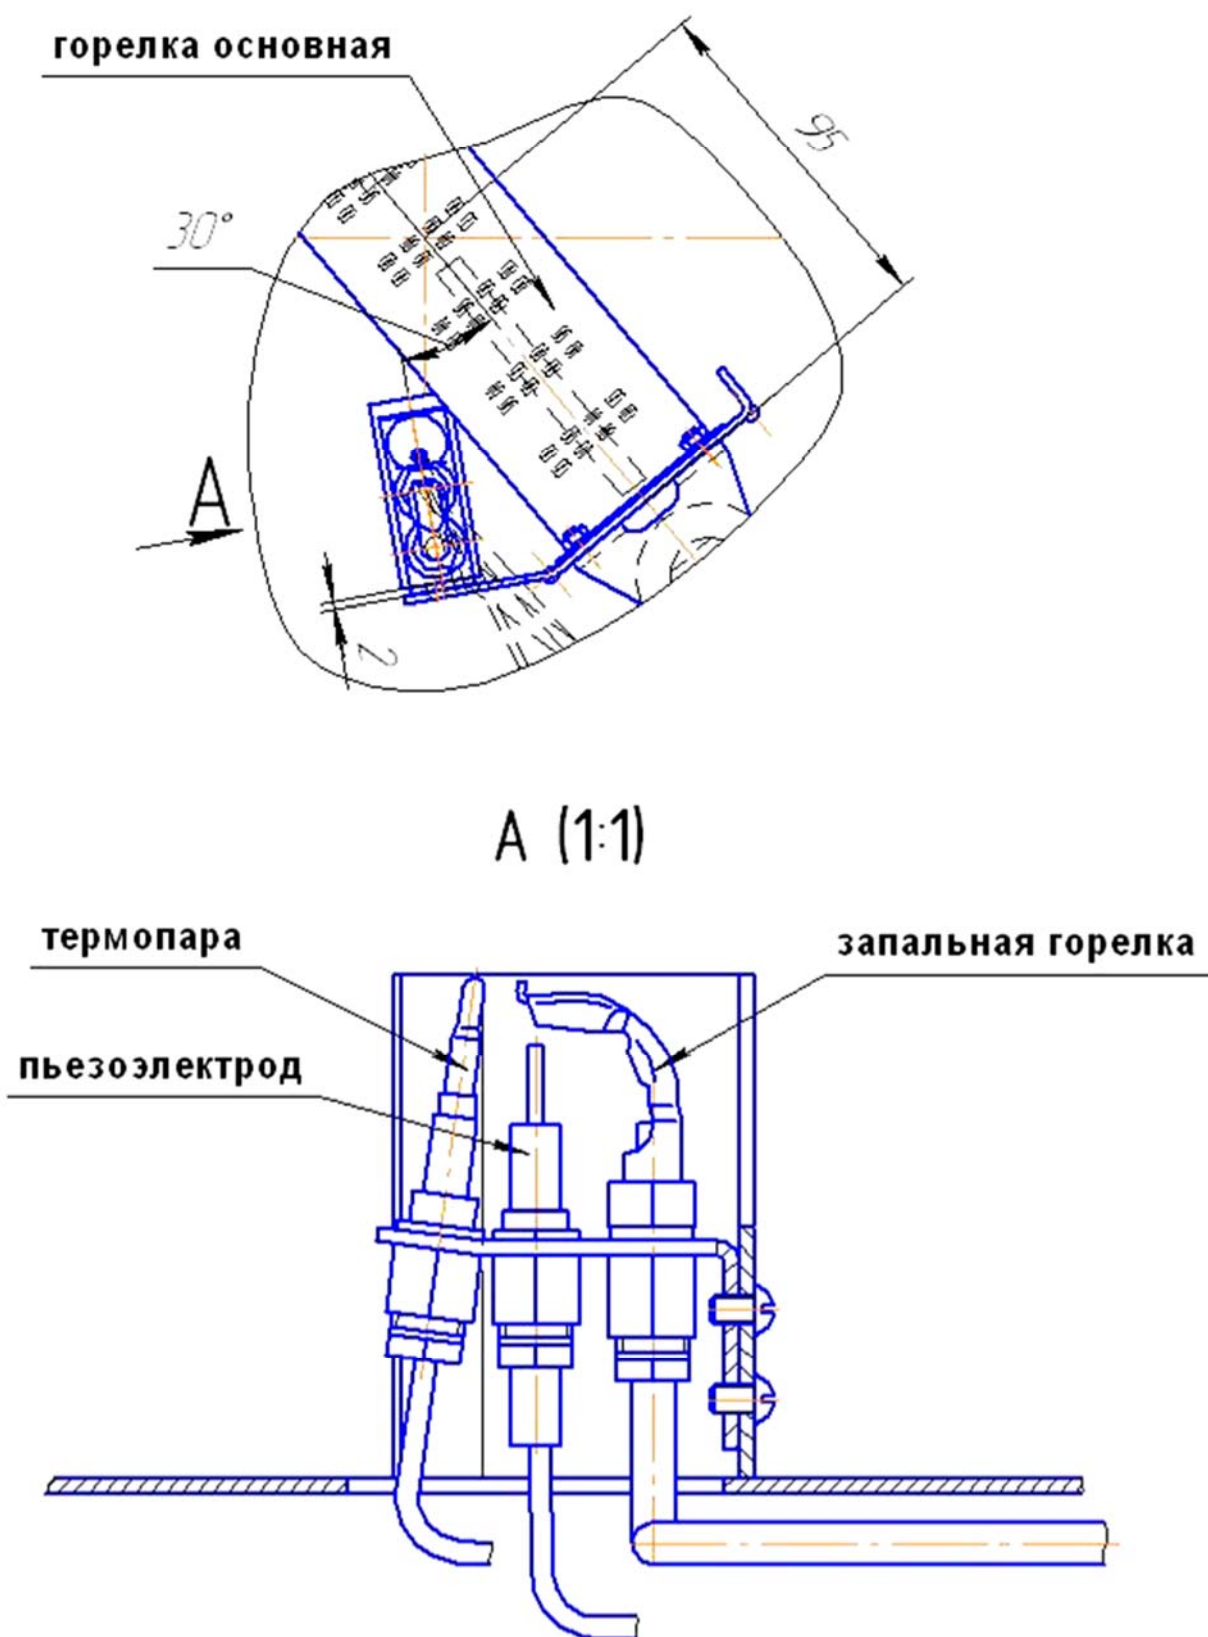 горелка основная
95
30°
А
2
А (1:1)
термопара
запальная горелка
пьезоэлектрод